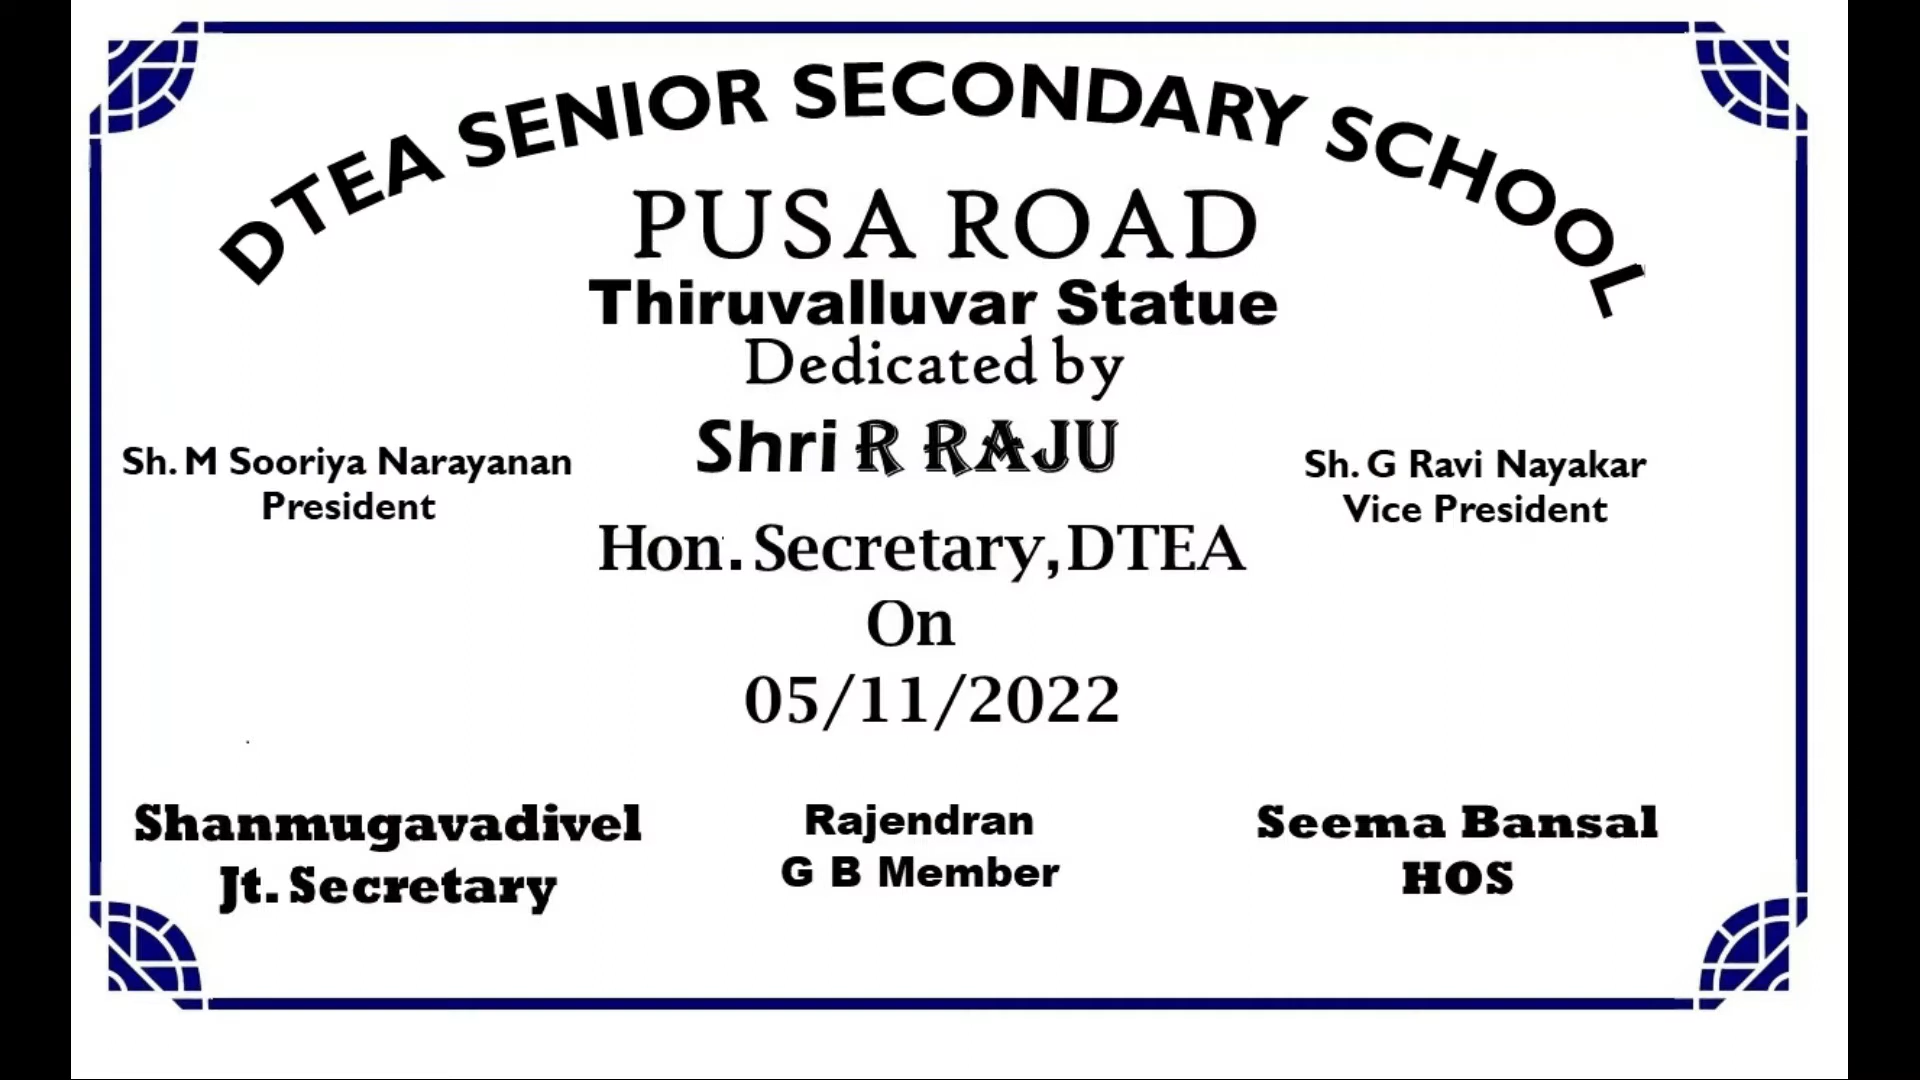 DTEA SENIOR SECONDARY SCHOOL
PUSA ROAD
Thiruvalluvar Statue
Dedicated by
Shri R RAJU
Sh. M Sooriya Narayanan
President
Sh. G Ravi Nayakar
Vice President
Hon. Secretary, DTEA
On
05/11/2022
Shanmugavadivel
Jt. Secretary
Rajendran
G B Member
Seema Bansal
HOS